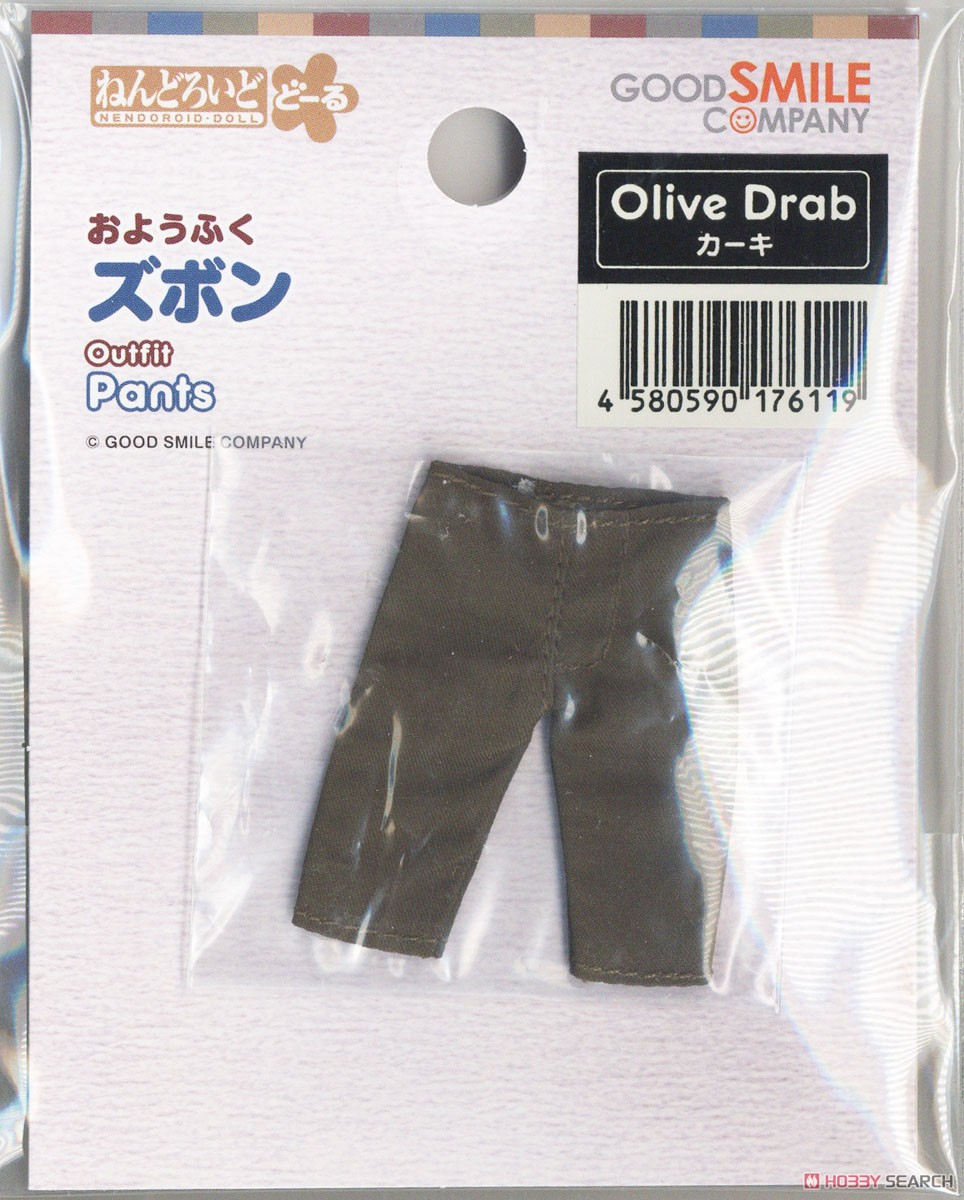 ねんどろいど どーる
NENDOROID・DOLL
GOOD SMILE
COMPANY
Olive Drab
カーキ
おようふく
ズボン
Outfit
Pants
4 580590 176119
© GOOD SMILE COMPANY
HOBBY SEARCH